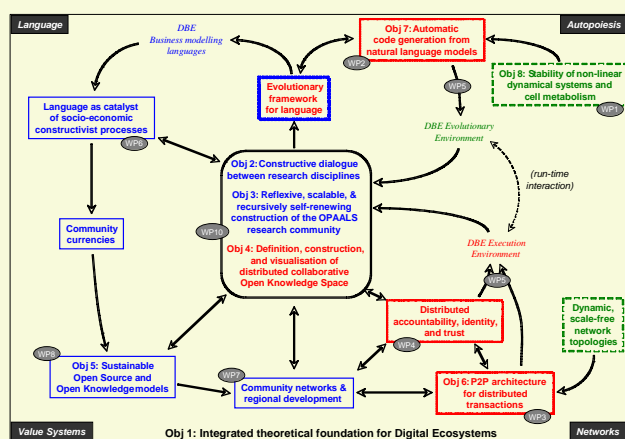 Language
Autopoiesis
DBE
Business modelling
languages
Obj 7: Automatic
code generation from
natural language models
WP2
WP5
Obj 8: Stability of non-linear
dynamical systems and
cell metabolism
WP1
Evolutionary
framework
for language
Language as catalyst
of socio-economic
constructivist processes
WP6
DBE Evolutionary
Environment
Obj 2: Constructive dialogue
between research disciplines
Obj 3: Reflexive, scalable, &
recursively self-renewing
construction of the OPAALS
research community
Obj 4: Definition, construction,
and visualisation of
distributed collaborative
Open Knowledge Space
WP10
(run-time
interaction)
Community
currencies
DBE Execution
Environment
WP5
Distributed
accountability, identity,
and trust
WP4
Dynamic,
scale-free
network
topologies
WP8
Obj 5: Sustainable
Open Source and
Open Knowledge models
WP7
Community networks &
regional development
Obj 6: P2P architecture
for distributed
transactions
WP3
Value Systems
Obj 1: Integrated theoretical foundation for Digital Ecosystems
Networks